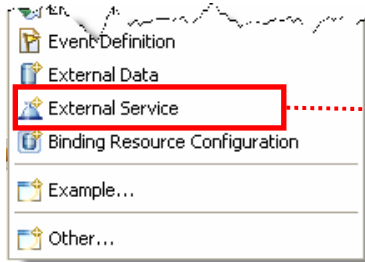 Event Definition
External Data
External Service
Binding Resource Configuration
Example...
Other...